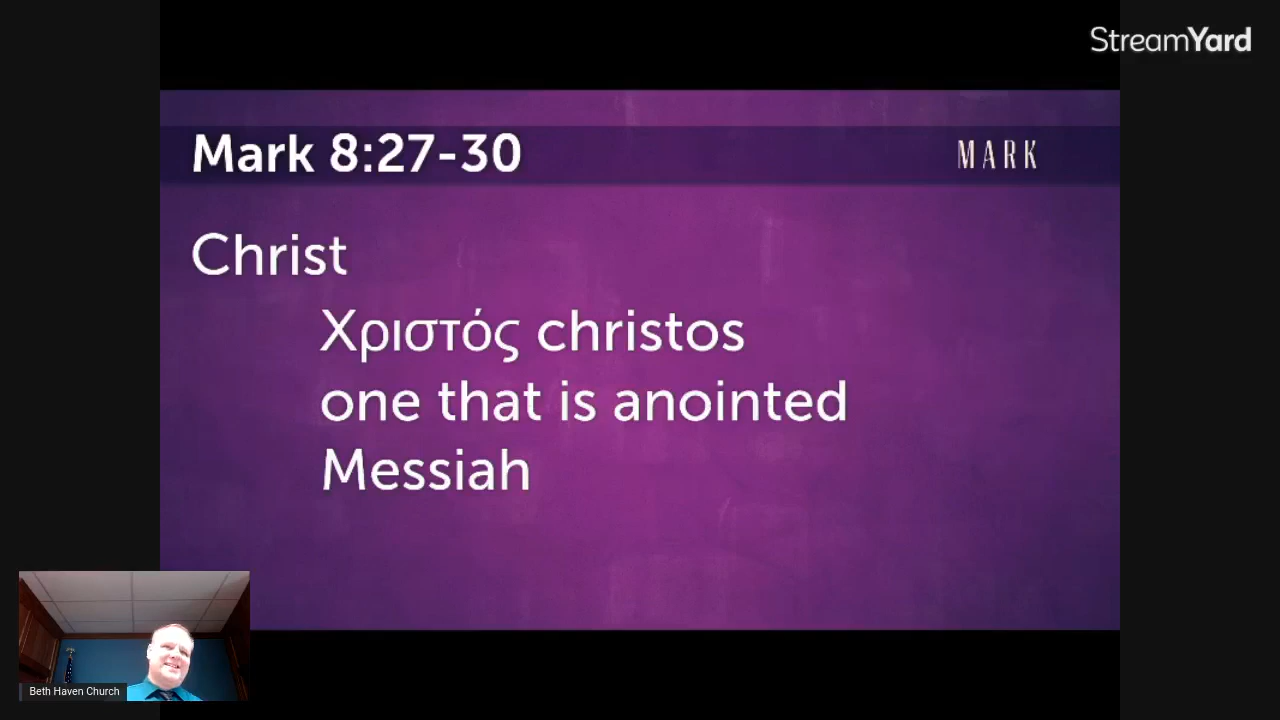 StreamYard
Mark 8:27-30
MARK
Christ
Χριστός christos
one that is anointed
Messiah
Beth Haven Church